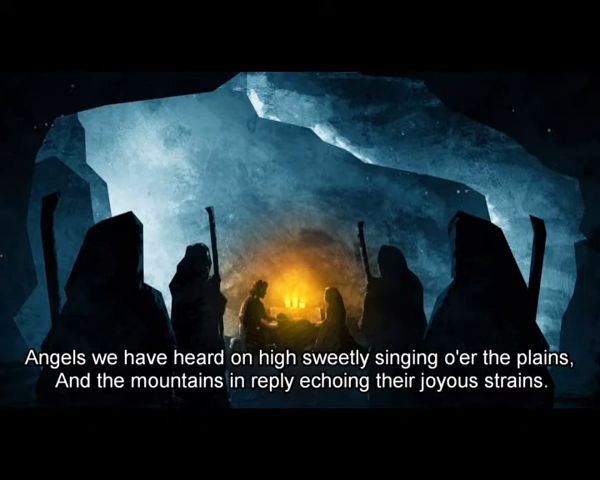 Angels we have heard on high sweetly singing o'er the plains,
And the mountains in reply echoing their joyous strains.